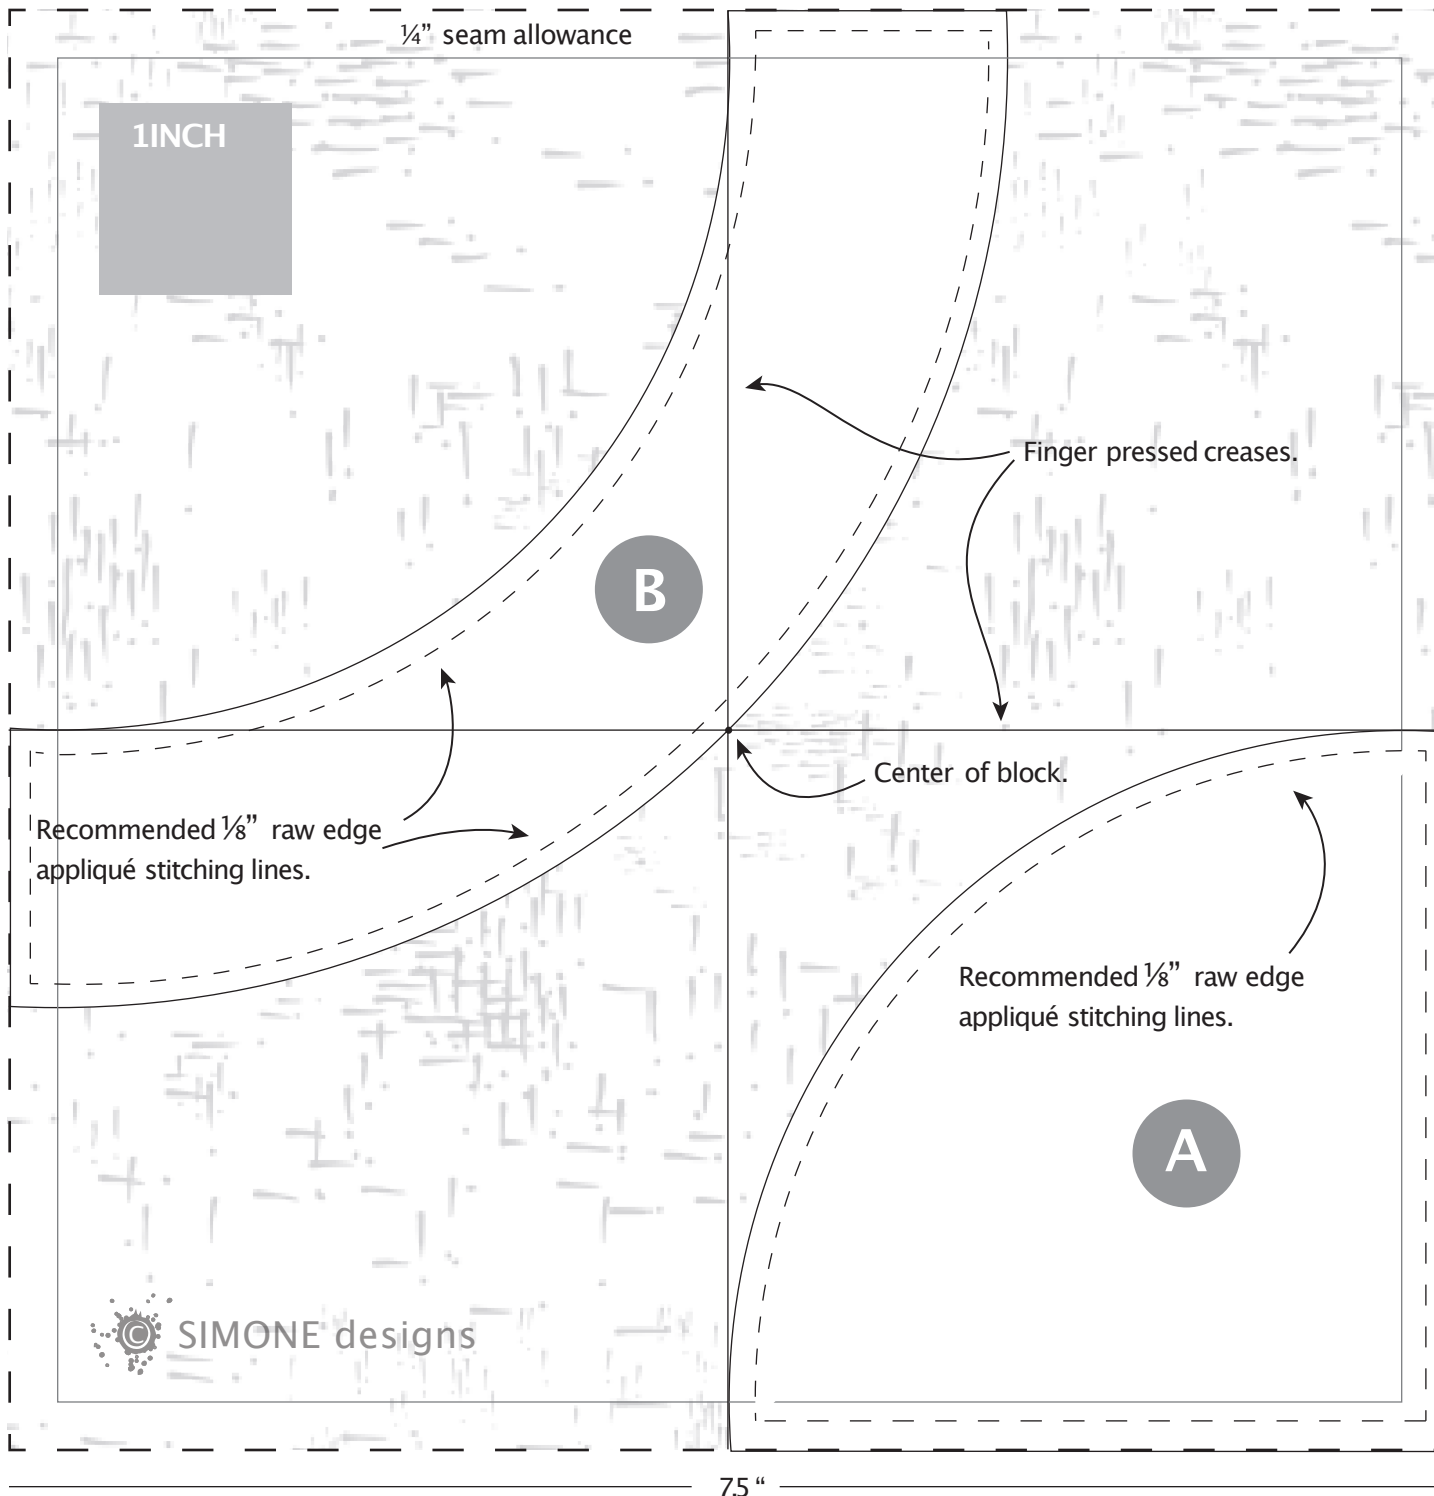 ¼” seam allowance
1INCH
Finger pressed creases.
B
Center of block.
Recommended ⅛” raw edge
appliqué stitching lines.
Recommended ⅛” raw edge
appliqué stitching lines.
A
© SIMONE designs
7.5 “